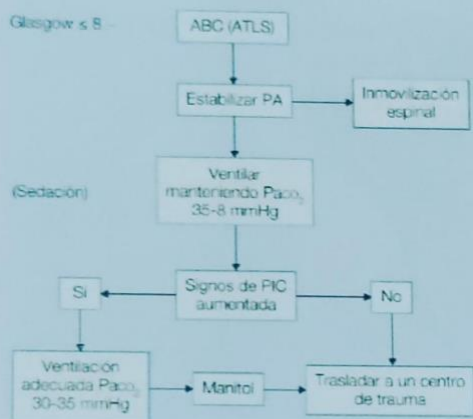 Glasgow ≤ 8
ABC (ATLS)
Estabilizar PA
Inmovilización
espinal
(Sedación)
Ventilar
manteniendo Paco₂
35-8 mmHg
Signos de PIC
aumentada
Sí
No
Ventilación
adecuada Paco₂
30-35 mmHg
Manitol
Trasladar a un centro
de trauma